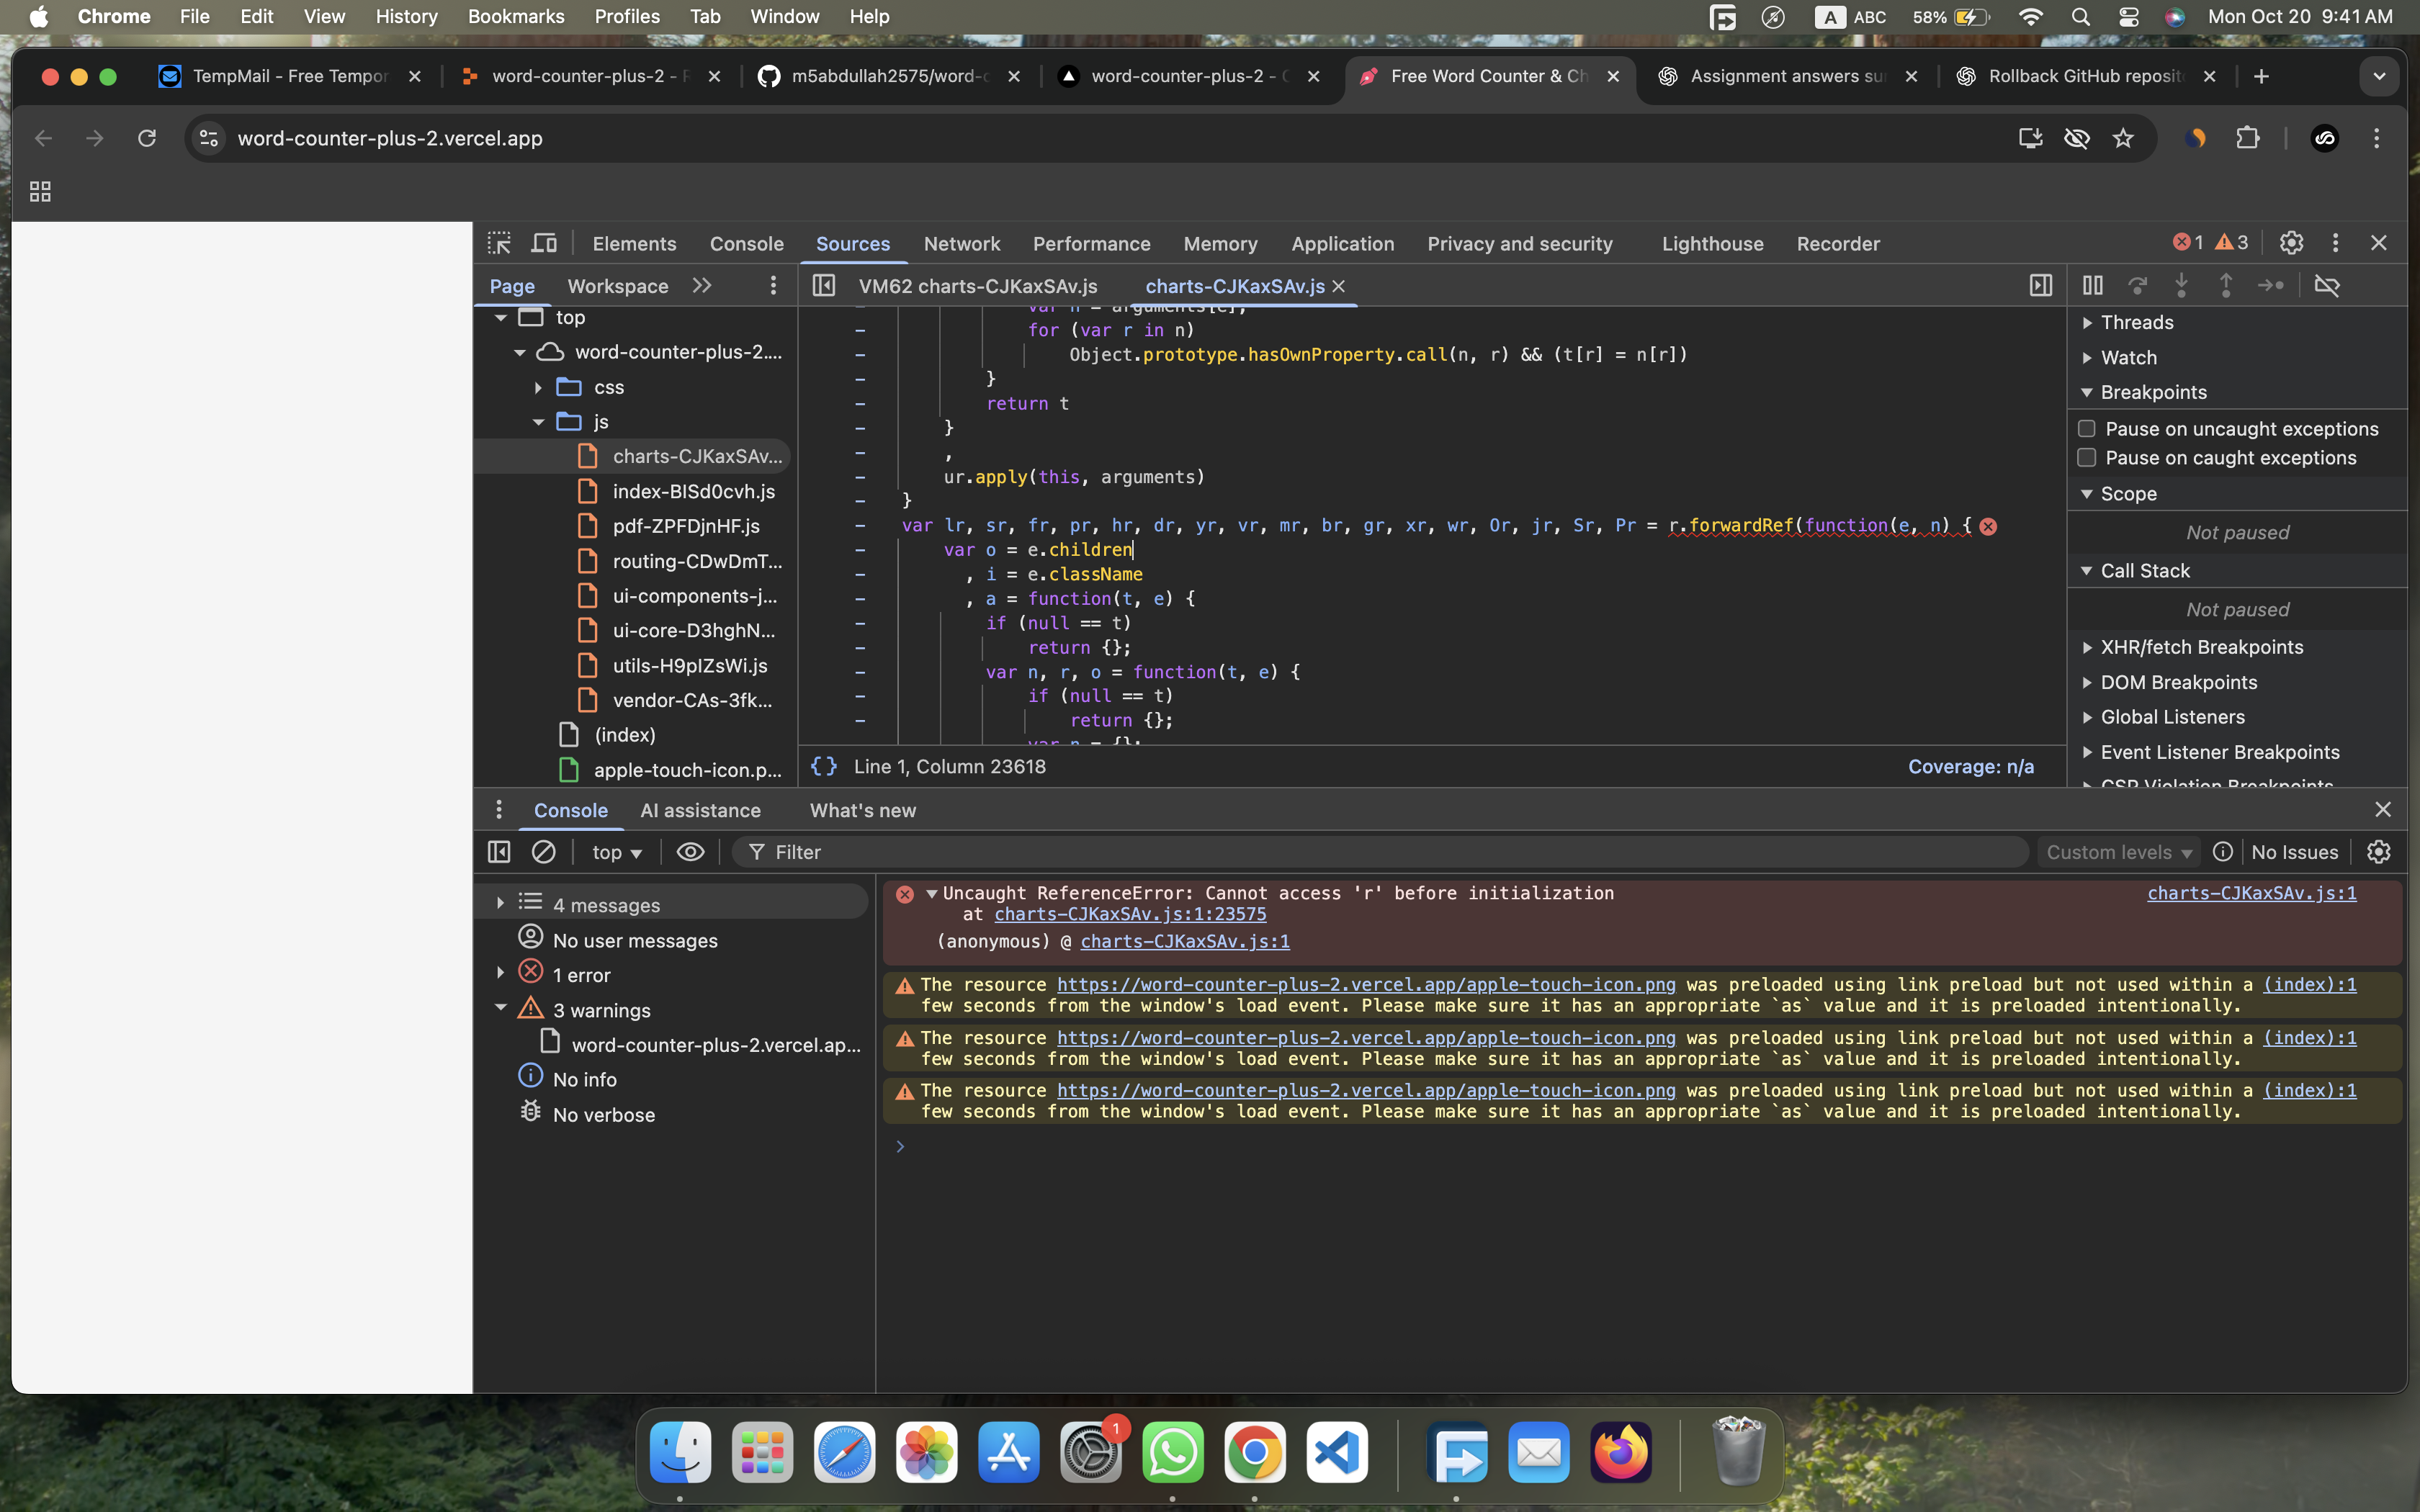 Chrome File Edit View History Bookmarks Profiles Tab Window Help A ABC 58% Mon Oct 20 9:41 AM
TempMail - Free Tempor word-counter-plus-2 - R m5abdullah2575/word-c word-counter-plus-2 - C Free Word Counter & Ch Assignment answers su Rollback GitHub reposit
word-counter-plus-2.vercel.app
Elements Console Sources Network Performance Memory Application Privacy and security Lighthouse Recorder 1 3
Page Workspace VM62 charts-CJKaxSAv.js charts-CJKaxSAv.js
top
word-counter-plus-2....
css
js
charts-CJKaxSAv...
index-BISd0cvh.js
pdf-ZPFDjnHF.js
routing-CDwDmT...
ui-components-j...
ui-core-D3hghN...
utils-H9pIZsWi.js
vendor-CAs-3fk...
(index)
apple-touch-icon.p...
var n = arguments[e];
for (var r in n)
Object.prototype.hasOwnProperty.call(n, r) && (t[r] = n[r])
}
return t
}
,
ur.apply(this, arguments)
}
var lr, sr, fr, pr, hr, dr, yr, vr, mr, br, gr, xr, wr, Or, jr, Sr, Pr = r.forwardRef(function(e, n) {
var o = e.children
, i = e.className
, a = function(t, e) {
if (null == t)
return {};
var n, r, o = function(t, e) {
if (null == t)
return {};
var n = {};
{} Line 1, Column 23618 Coverage: n/a
Threads
Watch
Breakpoints
Pause on uncaught exceptions
Pause on caught exceptions
Scope
Not paused
Call Stack
Not paused
XHR/fetch Breakpoints
DOM Breakpoints
Global Listeners
Event Listener Breakpoints
CSP Violation Breakpoints
Console AI assistance What's new
top Filter Custom levels No Issues
4 messages
No user messages
1 error
3 warnings
word-counter-plus-2.vercel.ap...
No info
No verbose
Uncaught ReferenceError: Cannot access 'r' before initialization charts-CJKaxSAv.js:1
at charts-CJKaxSAv.js:1:23575
(anonymous) @ charts-CJKaxSAv.js:1
The resource https://word-counter-plus-2.vercel.app/apple-touch-icon.png was preloaded using link preload but not used within a (index):1
few seconds from the window's load event. Please make sure it has an appropriate `as` value and it is preloaded intentionally.
The resource https://word-counter-plus-2.vercel.app/apple-touch-icon.png was preloaded using link preload but not used within a (index):1
few seconds from the window's load event. Please make sure it has an appropriate `as` value and it is preloaded intentionally.
The resource https://word-counter-plus-2.vercel.app/apple-touch-icon.png was preloaded using link preload but not used within a (index):1
few seconds from the window's load event. Please make sure it has an appropriate `as` value and it is preloaded intentionally.
1